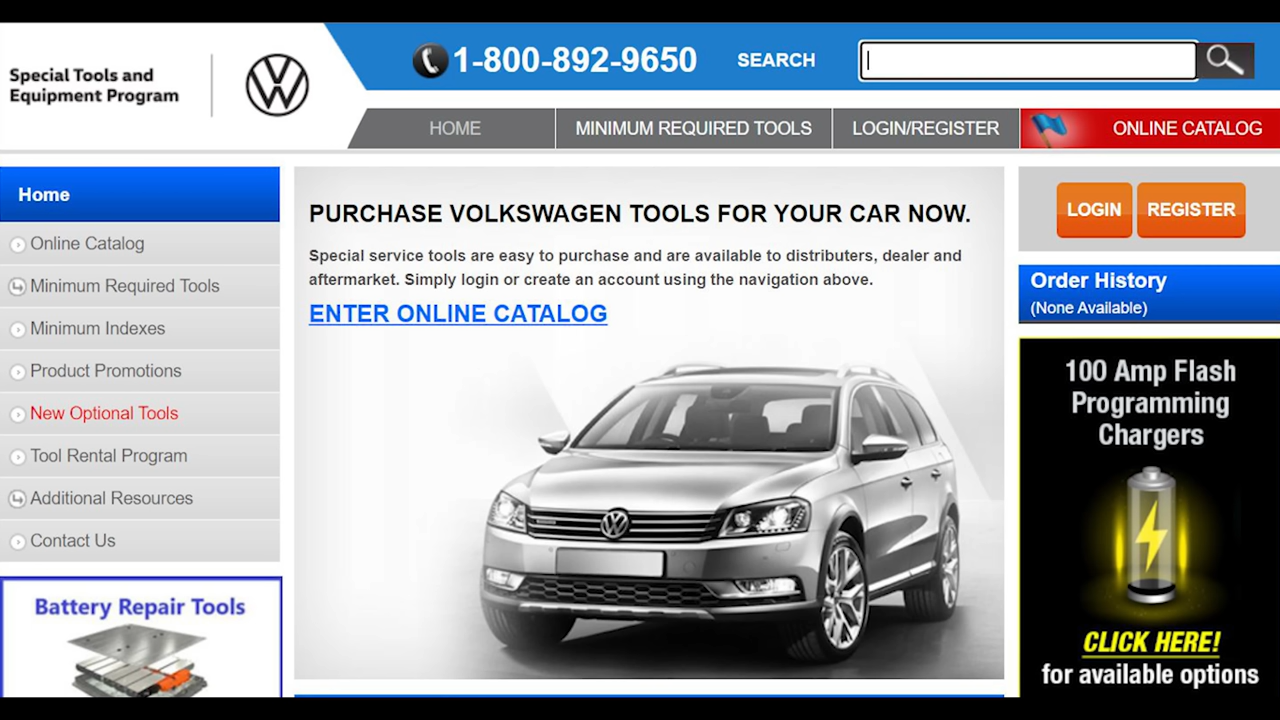 Special Tools and
Equipment Program
1-800-892-9650
SEARCH
HOME
MINIMUM REQUIRED TOOLS
LOGIN/REGISTER
ONLINE CATALOG
Home
Online Catalog
Minimum Required Tools
Minimum Indexes
Product Promotions
New Optional Tools
Tool Rental Program
Additional Resources
Contact Us
Battery Repair Tools
PURCHASE VOLKSWAGEN TOOLS FOR YOUR CAR NOW.
Special service tools are easy to purchase and are available to distributers, dealer and
aftermarket. Simply login or create an account using the navigation above.
ENTER ONLINE CATALOG
LOGIN
REGISTER
Order History
(None Available)
100 Amp Flash
Programming
Chargers
CLICK HERE!
for available options